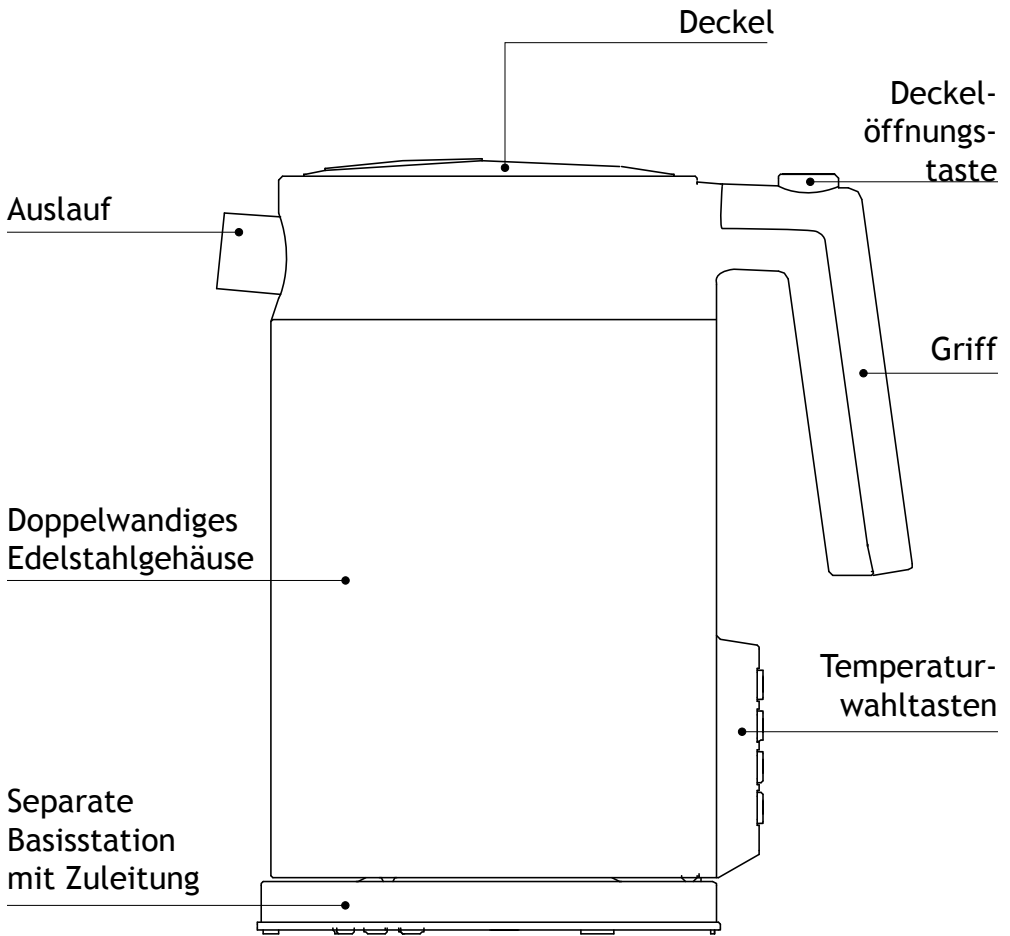 Deckel
Deckel-
öffnungs-
taste
Auslauf
Griff
Doppelwandiges
Edelstahlgehäuse
Temperatur-
wahltasten
Separate
Basisstation
mit Zuleitung